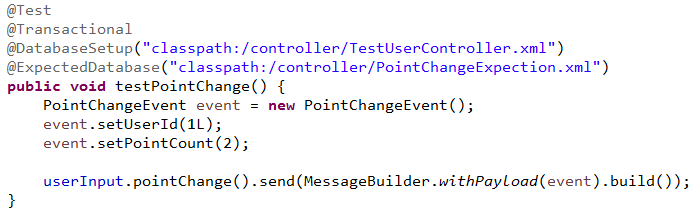 @Test
@Transactional
@DatabaseSetup("classpath:/controller/TestUserController.xml")
@ExpectedDatabase("classpath:/controller/PointChangeExpection.xml")
public void testPointChange() {
    PointChangeEvent event = new PointChangeEvent();
    event.setUserId(1L);
    event.setPointCount(2);

    userInput.pointChange().send(MessageBuilder.withPayload(event).build());
}